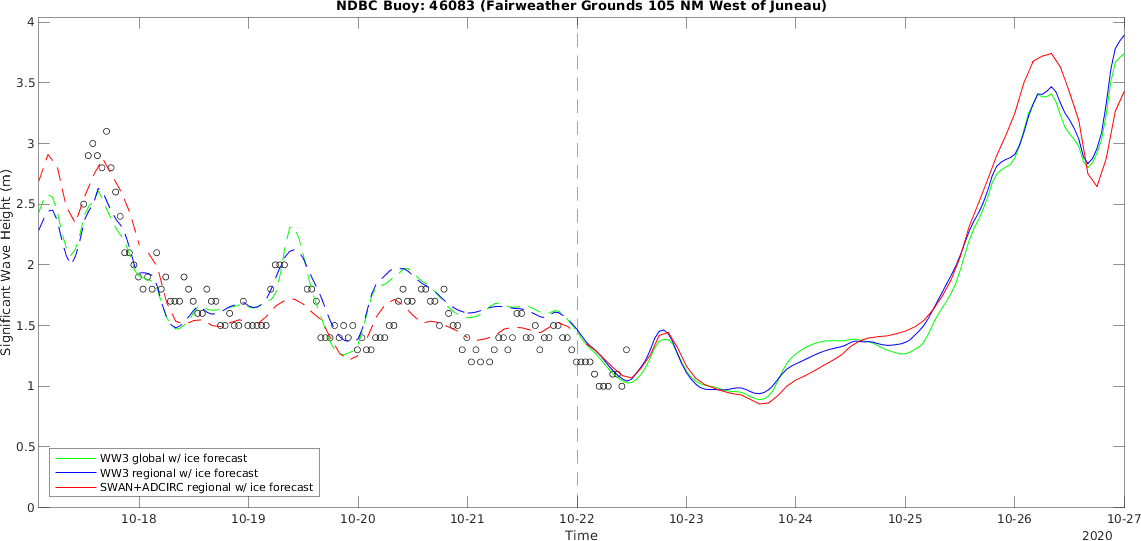 NDBC Buoy: 46083 (Fairweather Grounds 105 NM West of Juneau)
4
3.5
3
2.5
2
1.5
1
0.5
0
Significant Wave Height (m)
WW3 global w/ ice forecast
WW3 regional w/ ice forecast
SWAN+ADCIRC regional w/ ice forecast
10-18 10-19 10-20 10-21 10-22 10-23 10-24 10-25 10-26 10-27
Time
2020